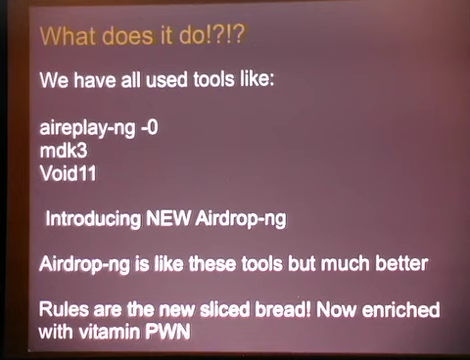 What does it do!?!?
We have all used tools like:
aireplay-ng -0
mdk3
Void11
Introducing NEW Airdrop-ng
Airdrop-ng is like these tools but much better
Rules are the new sliced bread! Now enriched
with vitamin PWN